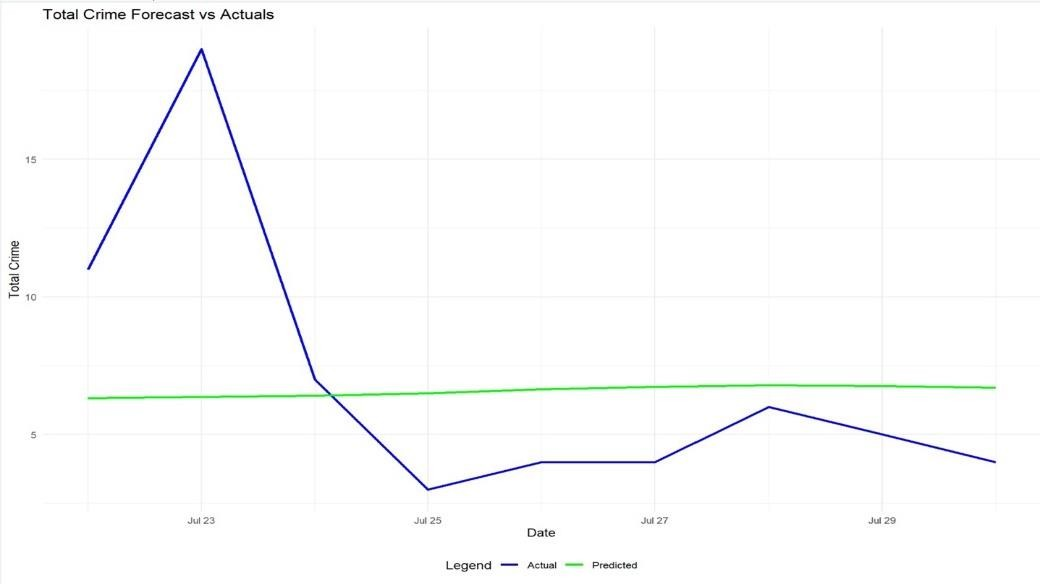 Total Crime Forecast vs Actuals
Total Crime
15
10
5
Jul 23 Jul 25 Jul 27 Jul 29
Date
Legend Actual Predicted